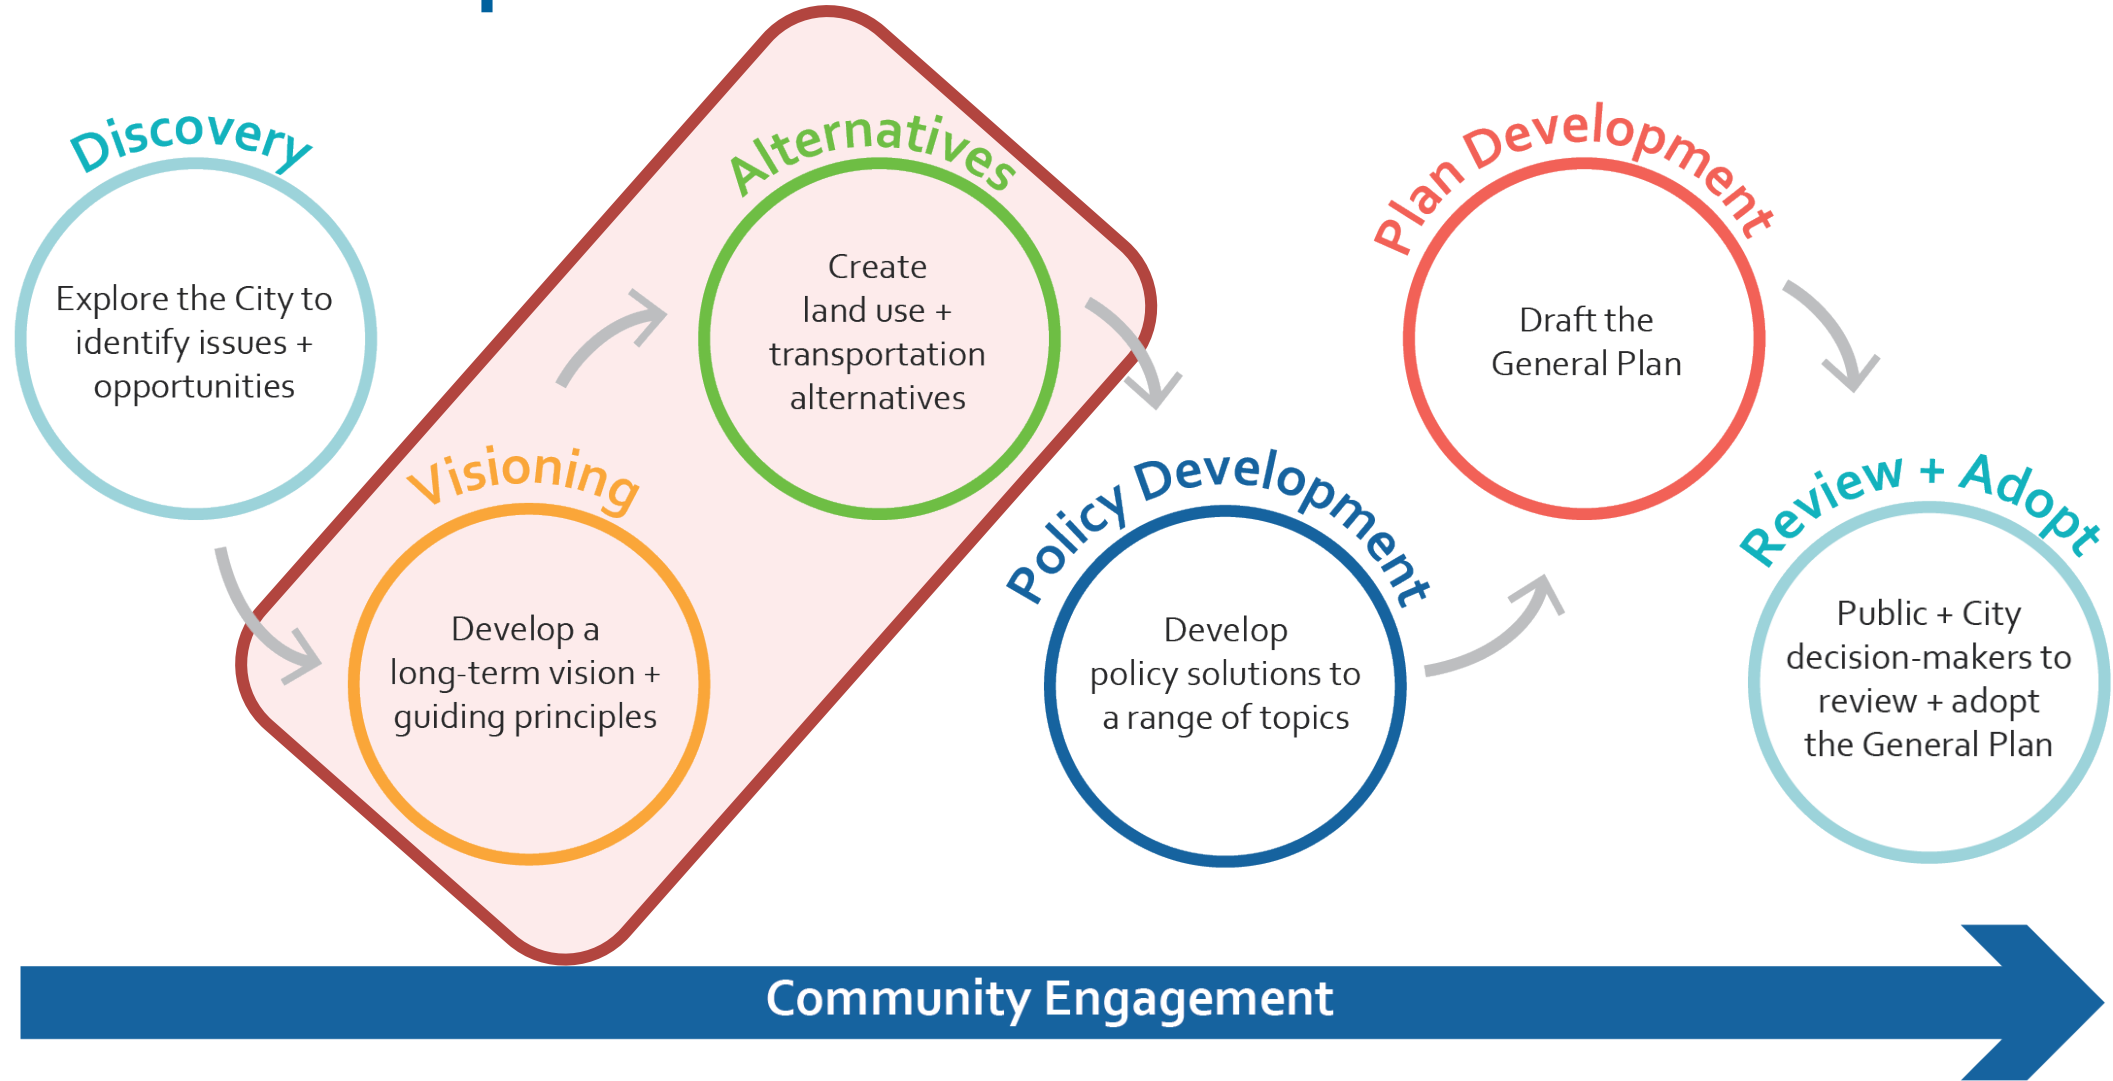 Discovery
Explore the City to
identify issues +
opportunities
Visioning
Develop a
long-term vision +
guiding principles
Alternatives
Create
land use +
transportation
alternatives
Policy Development
Develop
policy solutions to
a range of topics
Plan Development
Draft the
General Plan
Review + Adopt
Public + City
decision-makers to
review + adopt
the General Plan
Community Engagement